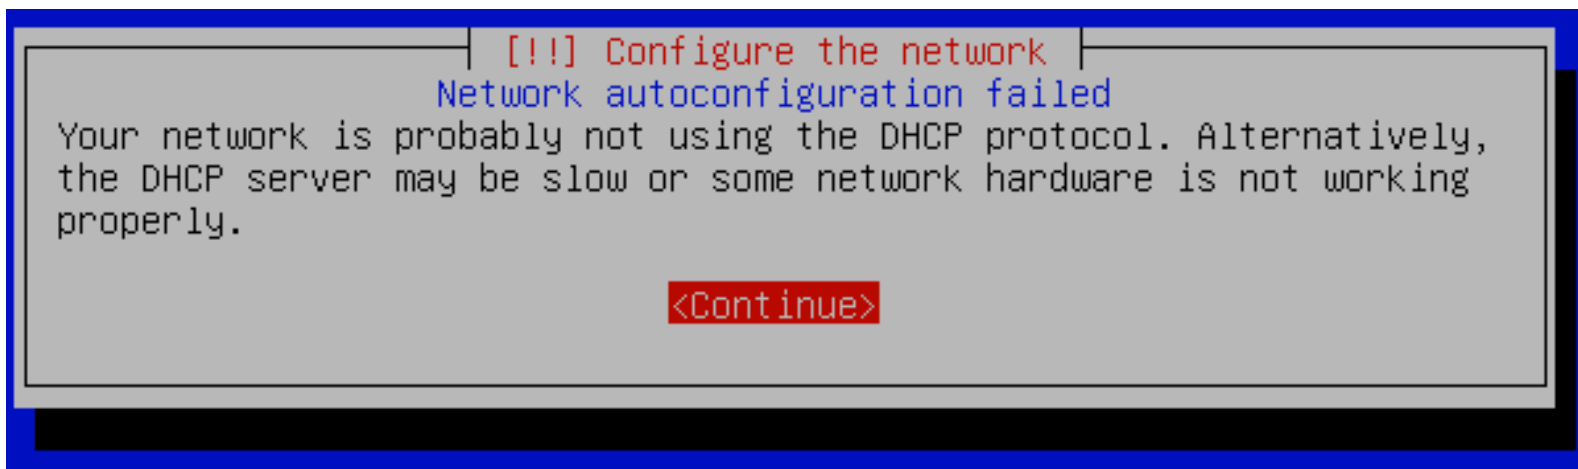 [!!] Configure the network
Network autoconfiguration failed
Your network is probably not using the DHCP protocol. Alternatively,
the DHCP server may be slow or some network hardware is not working
properly.
<Continue>